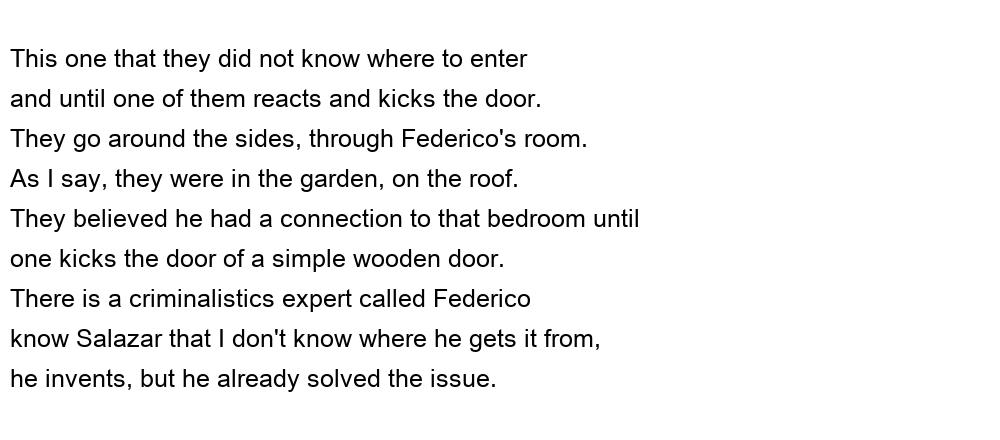 This one that they did not know where to enter
and until one of them reacts and kicks the door.
They go around the sides, through Federico's room.
As I say, they were in the garden, on the roof.
They believed he had a connection to that bedroom until
one kicks the door of a simple wooden door.
There is a criminalistics expert called Federico
know Salazar that I don't know where he gets it from,
he invents, but he already solved the issue.